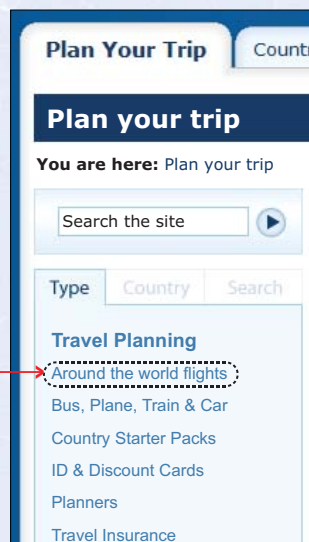 Plan Your Trip
Plan your trip
You are here: Plan your trip
Search the site
Type Country Search
Travel Planning
Around the world flights
Bus, Plane, Train & Car
Country Starter Packs
ID & Discount Cards
Planners
Travel Insurance